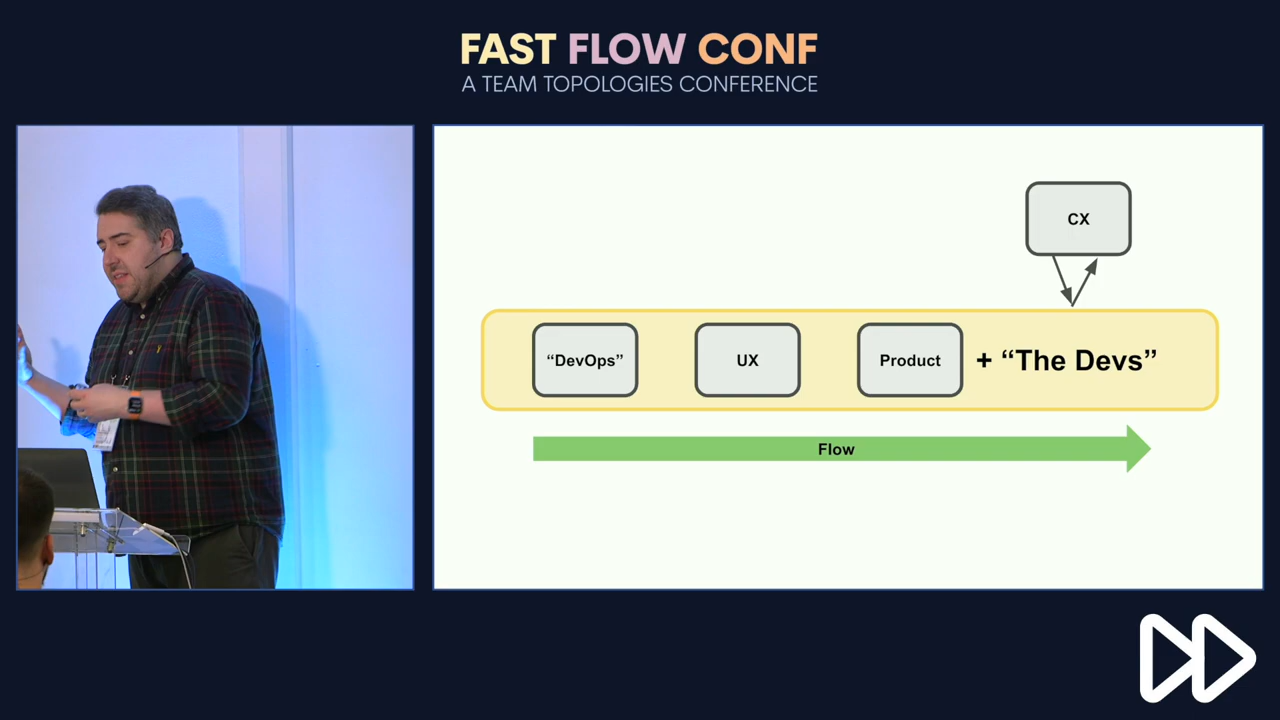 FAST FLOW CONF
A TEAM TOPOLOGIES CONFERENCE
CX
“DevOps”
UX
Product
+ “The Devs”
Flow